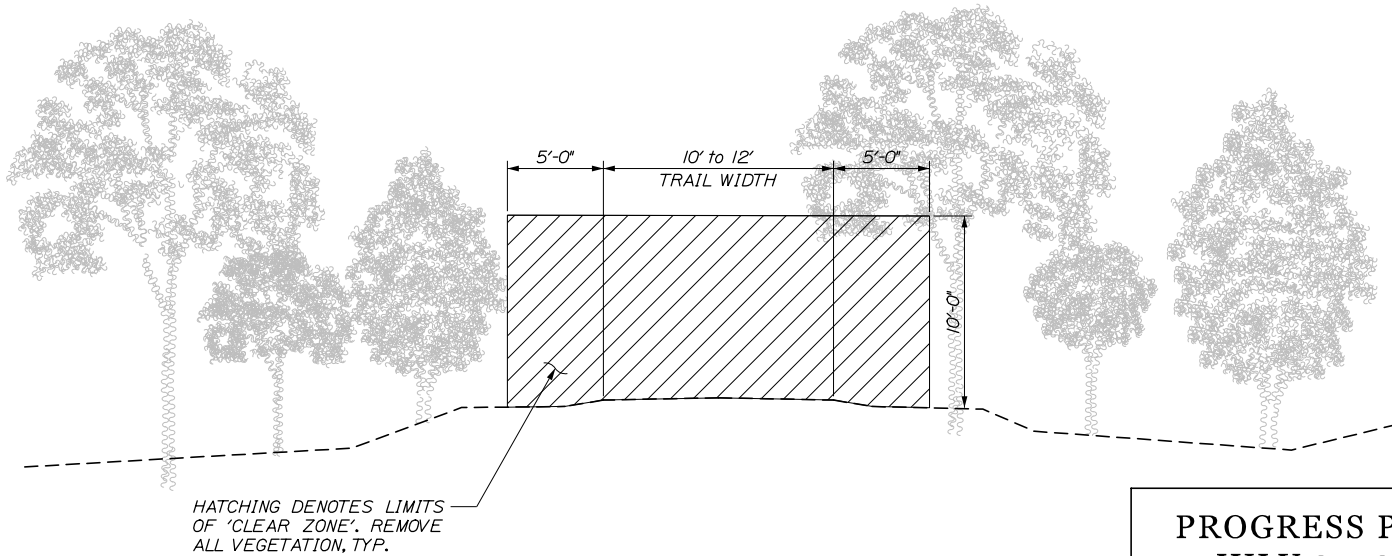 5'-0" 10' to 12' 5'-0"
TRAIL WIDTH
10'-0"
HATCHING DENOTES LIMITS
OF 'CLEAR ZONE'. REMOVE
ALL VEGETATION, TYP.
PROGRESS